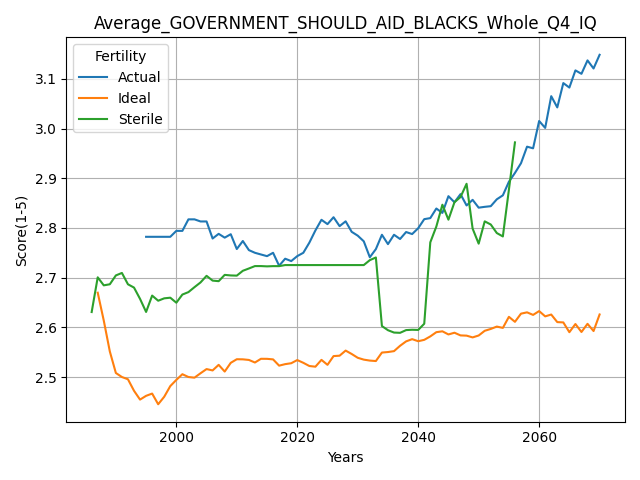 Average_GOVERNMENT_SHOULD_AID_BLACKS_Whole_Q4_IQ
Fertility
Actual
Ideal
Sterile
Score(1-5)
3.1
3.0
2.9
2.8
2.7
2.6
2.5
2000 2020 2040 2060
Years